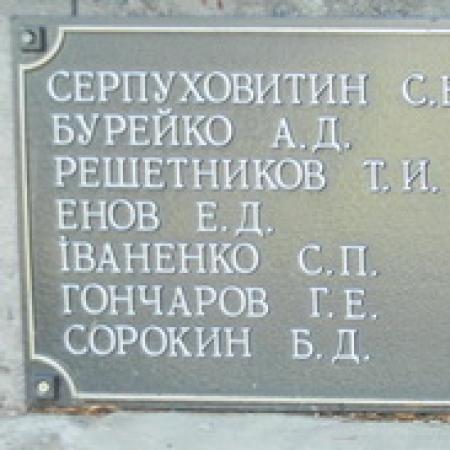 СЕРПУХОВИТИН С.
БУРЕЙКО А.Д.
РЕШЕТНИКОВ Т.И.
ЕНОВ Е.Д.
ІВАНЕНКО С.П.
ГОНЧАРОВ Г.Е.
СОРОКИН Б.Д.